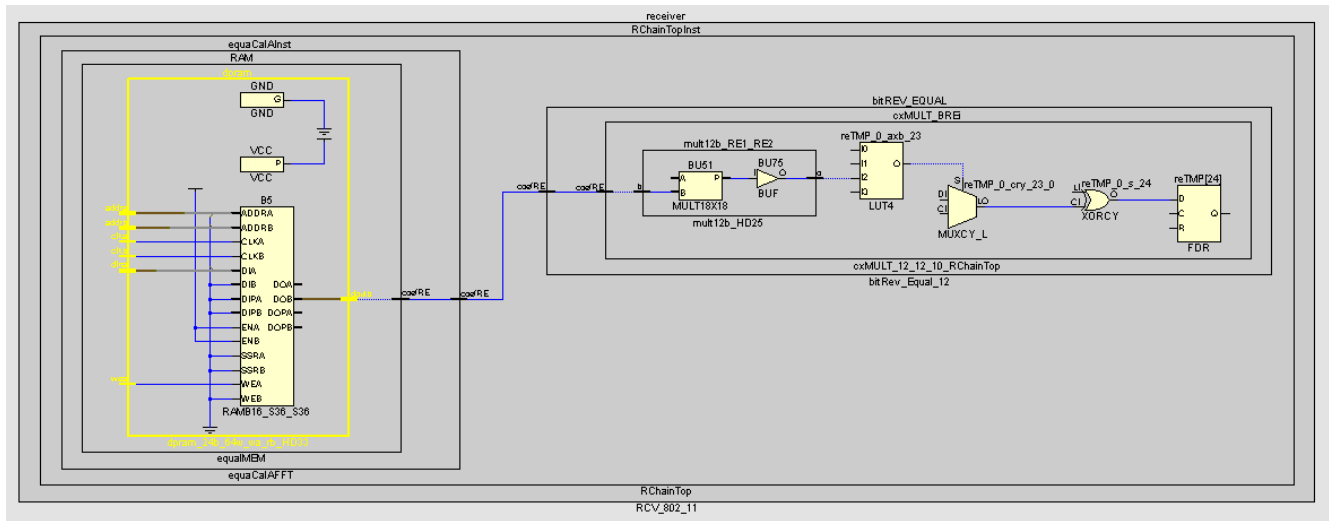 receiver
RChainTopInst
equaCalAInst
RAM
dpram
GND
G
GND
VCC
P
VCC
B5
ADDRA
ADDRB
CLKA
CLKB
DIA
DIB DOA
DIPA DOB
DIPB DOPA
ENA DOPB
ENB
SSRA
SSRB
WEA
WEB
RAMB16_S36_S36
equalMEM
equaCalAFFT
coefRE
coefRE
bitREV_EQUAL
cxMULT_BREi
coefRE
coefRE
mult12b_RE1_RE2
b
BU51
A P
B
MULT18X18
BU75
I O
BUF
mult12b_HD25
reTMP_0_axb_23
I0
I1 O
I2
I3
LUT4
S
reTMP_0_cry_23_0
DI
CI LO
MUXCY_L
reTMP_0_s_24
LI
CI O
XORCY
reTMP[24]
D
C Q
R
FDR
cxMULT_12_12_10_RChainTop
bitRev_Equal_12
RChainTop
RCV_802_11